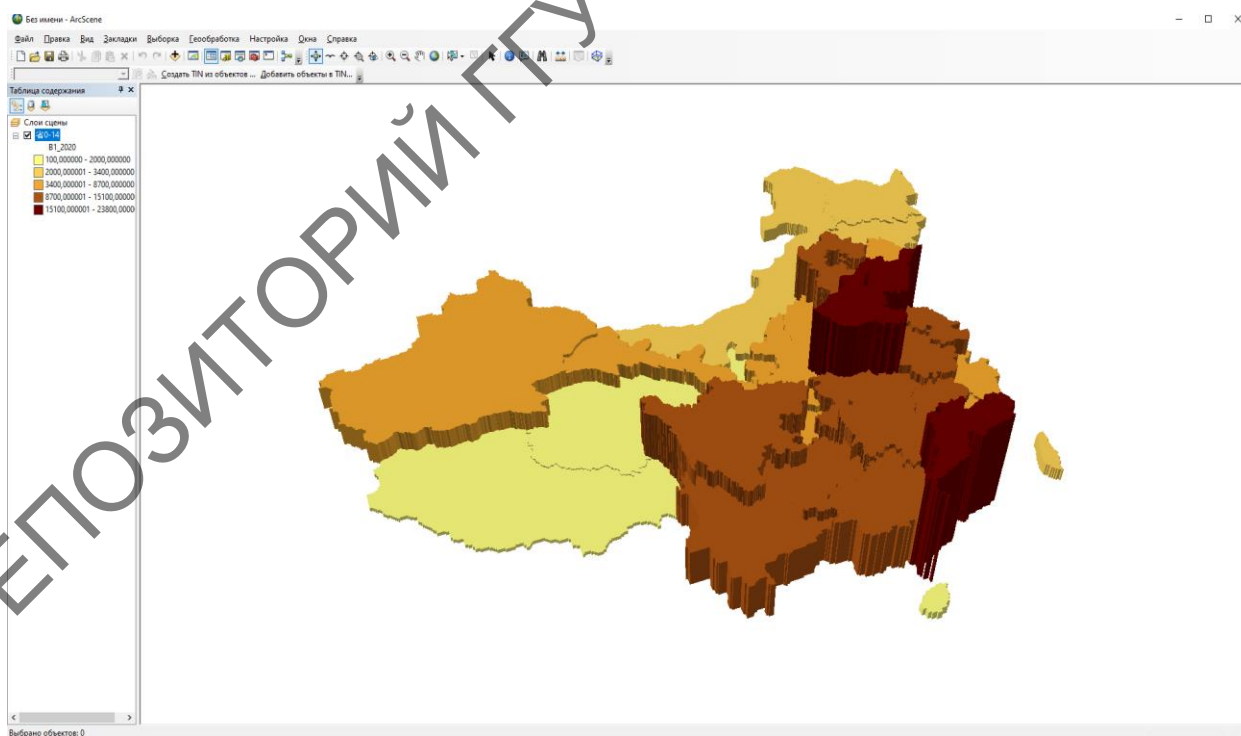 Без имени - ArcScene
Файл Правка Вид Закладки Выборка Геообработка Настройка Окна Справка
Создать TIN из объектов ... Добавить объекты в TIN...
Таблица содержания
Слои сцены
0-14
B1_2020
100,000000 - 2000,000000
2000,000001 - 3400,000000
3400,000001 - 8700,000000
8700,000001 - 15100,00000
15100,000001 - 23800,0000
Выбрано объектов: 0
ЕПОЗИТОРИЙ ГГУ